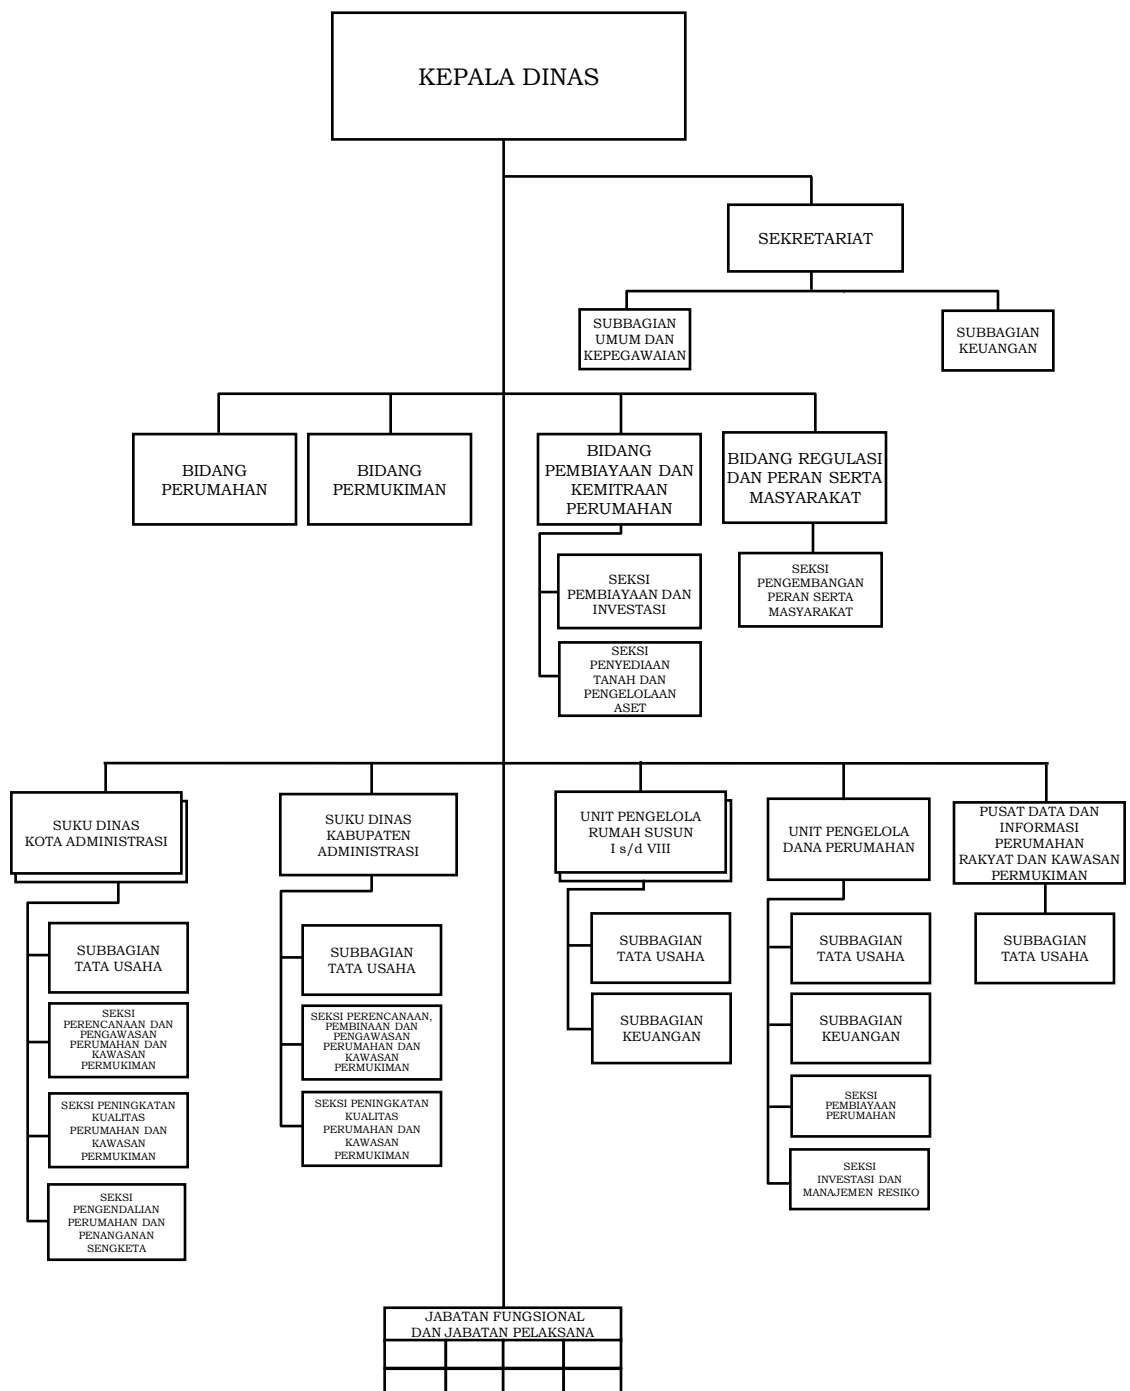 KEPALA DINAS
SEKRETARIAT
SUBBAGIAN
UMUM DAN
KEPEGAWAIAN
SUBBAGIAN
KEUANGAN
BIDANG
PERUMAHAN
BIDANG
PERMUKIMAN
BIDANG
PEMBIAYAAN DAN
KEMITRAAN
PERUMAHAN
BIDANG REGULASI
DAN PERAN SERTA
MASYARAKAT
SEKSI
PEMBIAYAAN DAN
INVESTASI
SEKSI
PENGEMBANGAN
PERAN SERTA
MASYARAKAT
SEKSI
PENYEDIAAN
TANAH DAN
PENGELOLAAN
ASET
SUKU DINAS
KOTA ADMINISTRASI
SUKU DINAS
KABUPATEN
ADMINISTRASI
UNIT PENGELOLA
RUMAH SUSUN
I s/d VIII
UNIT PENGELOLA
DANA PERUMAHAN
PUSAT DATA DAN
INFORMASI
PERUMAHAN
RAKYAT DAN KAWASAN
PERMUKIMAN
SUBBAGIAN
TATA USAHA
SEKSI
PERENCANAAN DAN
PENGAWASAN
PERUMAHAN DAN
KAWASAN
PERMUKIMAN
SEKSI PENINGKATAN
KUALITAS
PERUMAHAN DAN
KAWASAN
PERMUKIMAN
SEKSI
PENGENDALIAN
PERUMAHAN DAN
PENANGANAN
SENGKETA
SUBBAGIAN
TATA USAHA
SEKSI PERENCANAAN,
PEMBINAAN DAN
PENGAWASAN
PERUMAHAN DAN
KAWASAN
PERMUKIMAN
SEKSI PENINGKATAN
KUALITAS
PERUMAHAN DAN
KAWASAN
PERMUKIMAN
SUBBAGIAN
TATA USAHA
SUBBAGIAN
KEUANGAN
SUBBAGIAN
TATA USAHA
SUBBAGIAN
KEUANGAN
SEKSI
PEMBIAYAAN
PERUMAHAN
SEKSI
INVESTASI DAN
MANAJEMEN RESIKO
SUBBAGIAN
TATA USAHA
JABATAN FUNGSIONAL
DAN JABATAN PELAKSANA